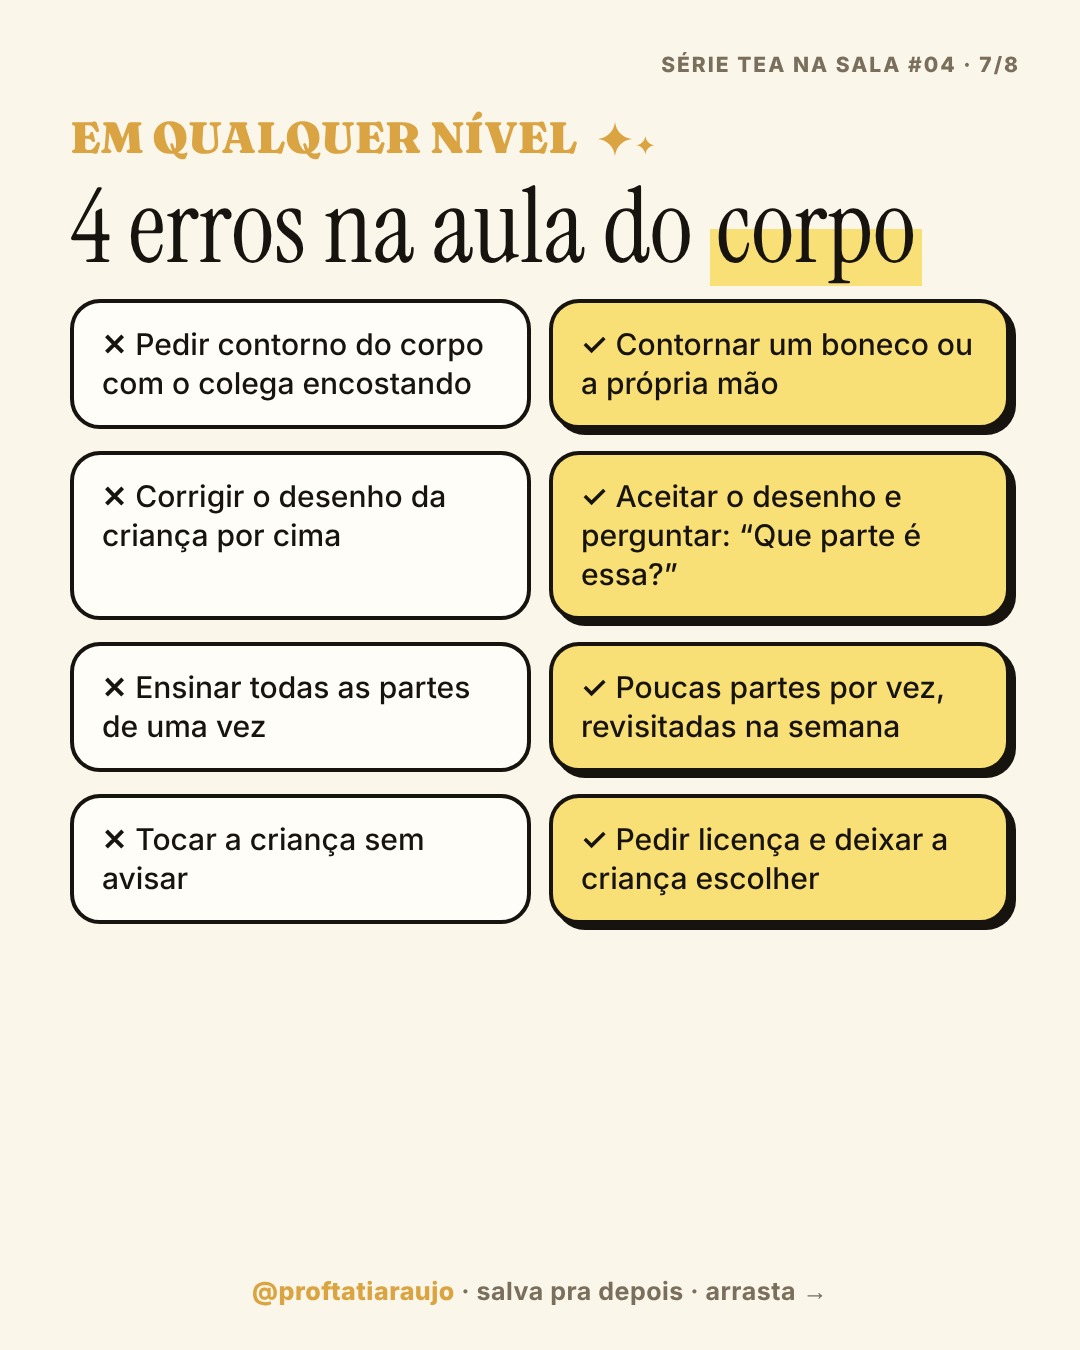 SÉRIE TEA NA SALA #04 · 7/8
EM QUALQUER NÍVEL
4 erros na aula do corpo
✕ Pedir contorno do corpo
com o colega encostando
✓ Contornar um boneco ou
a própria mão
✕ Corrigir o desenho da
criança por cima
✓ Aceitar o desenho e
perguntar: “Que parte é
essa?”
✕ Ensinar todas as partes
de uma vez
✓ Poucas partes por vez,
revisitadas na semana
✕ Tocar a criança sem
avisar
✓ Pedir licença e deixar a
criança escolher
@proftatiaraujo · salva pra depois · arrasta →